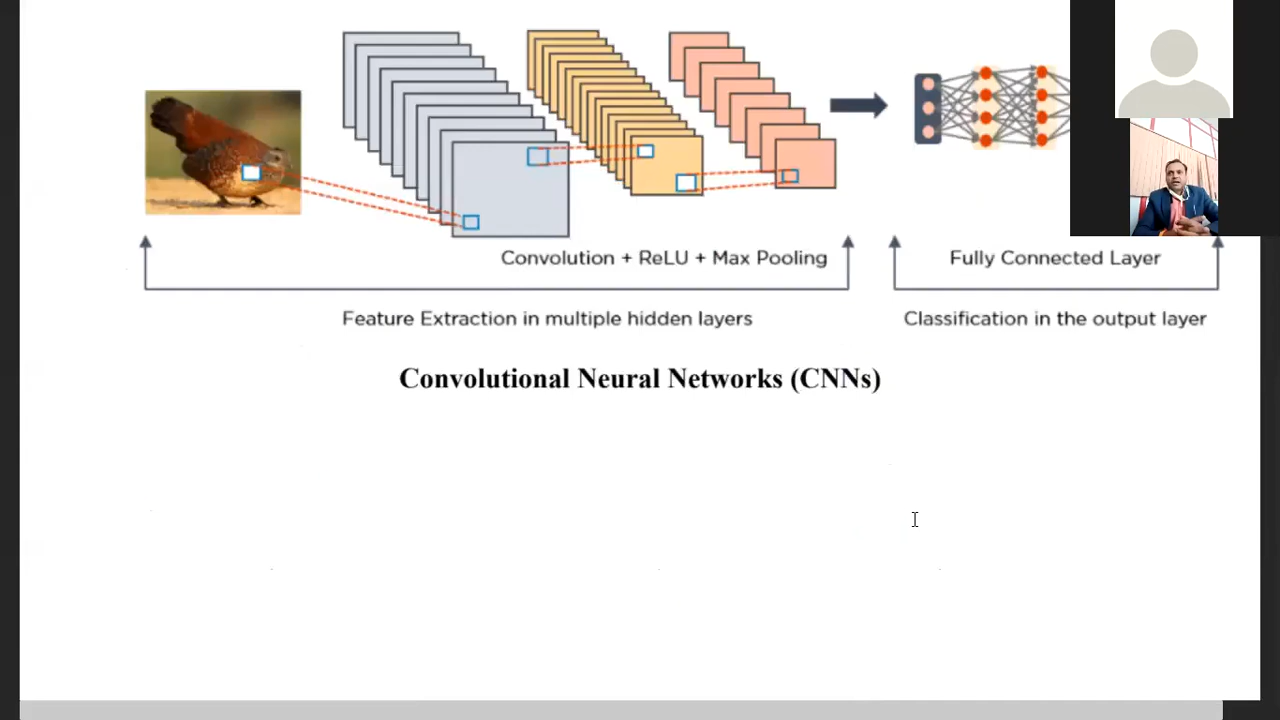 Convolution + ReLU + Max Pooling
Fully Connected Layer
Feature Extraction in multiple hidden layers
Classification in the output layer
Convolutional Neural Networks (CNNs)